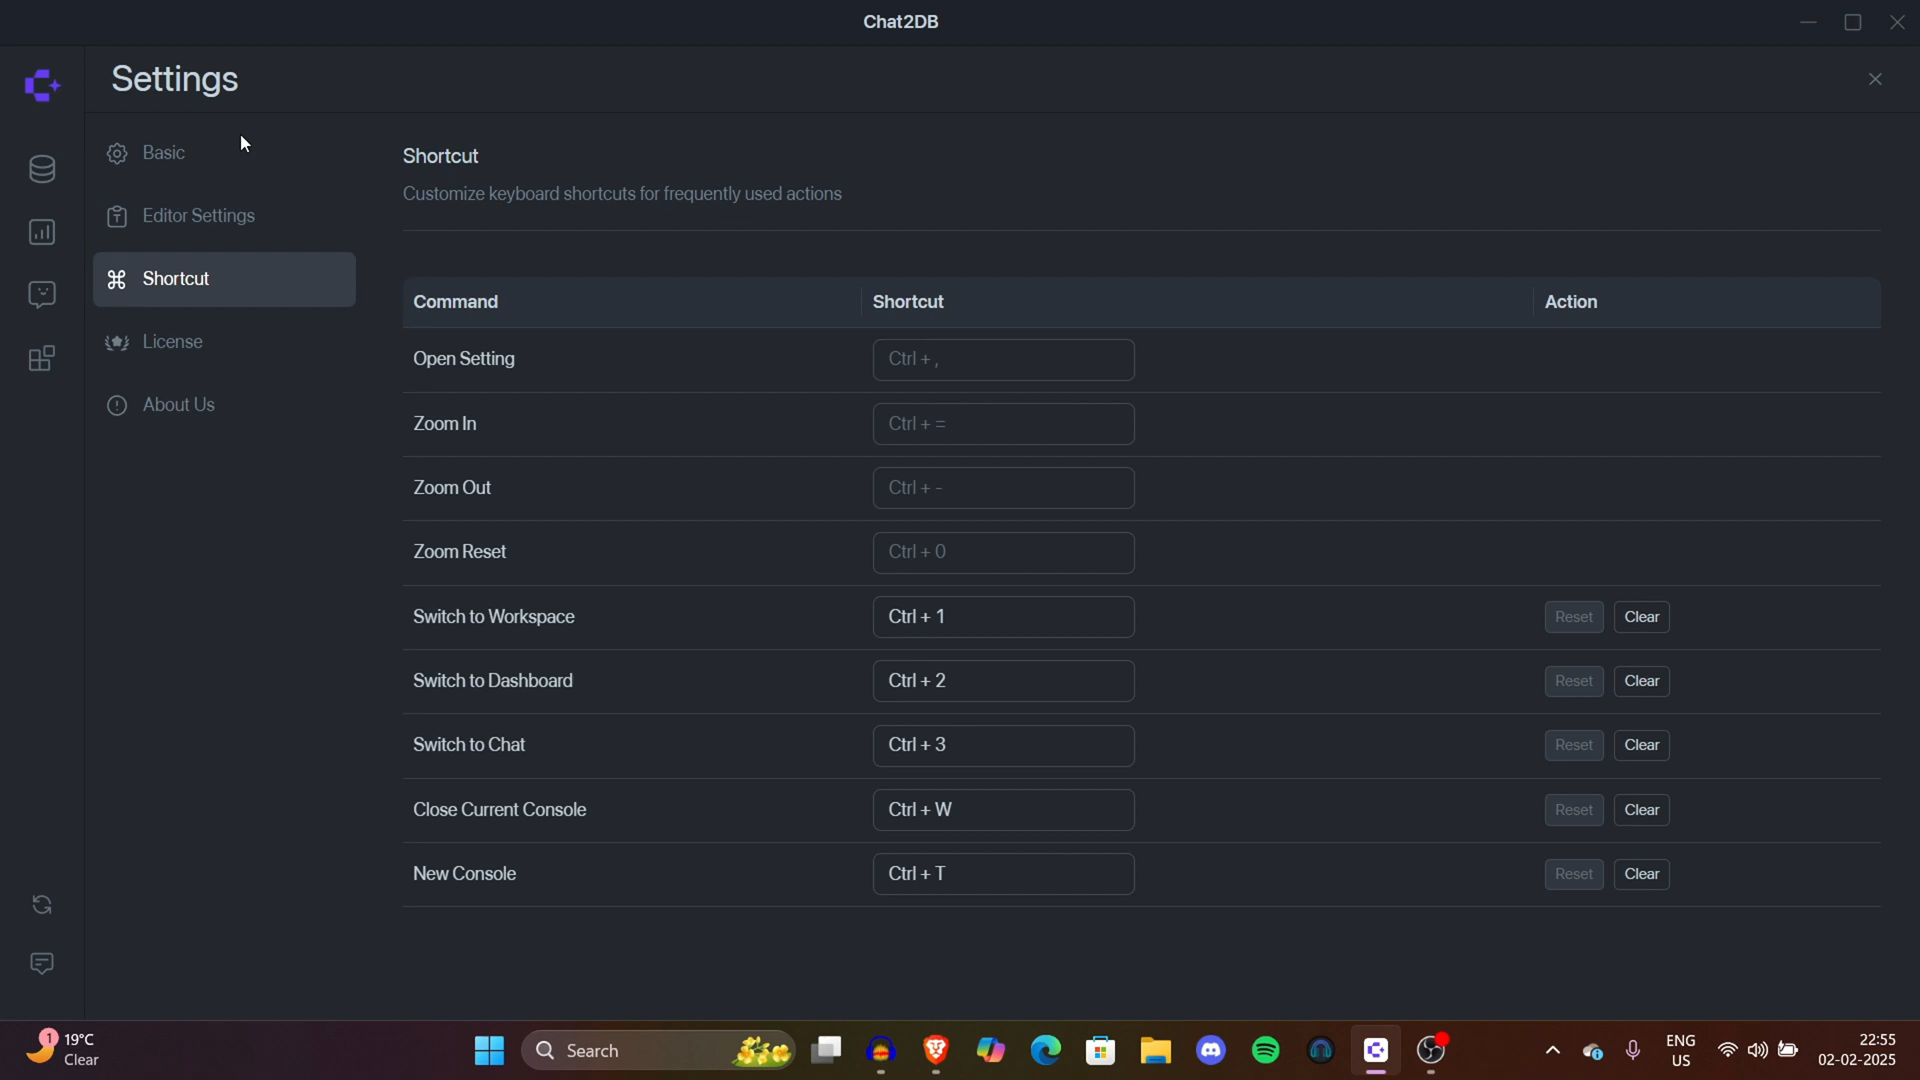 Chat2DB
Settings
Basic
Editor Settings
Shortcut
License
About Us
Shortcut
Customize keyboard shortcuts for frequently used actions
Command Shortcut Action
Open Setting Ctrl + ,
Zoom In Ctrl + =
Zoom Out Ctrl + -
Zoom Reset Ctrl + 0
Switch to Workspace Ctrl + 1 Reset Clear
Switch to Dashboard Ctrl + 2 Reset Clear
Switch to Chat Ctrl + 3 Reset Clear
Close Current Console Ctrl + W Reset Clear
New Console Ctrl + T Reset Clear
1
19°C
Clear
Search
ENG
US
22:55
02-02-2025